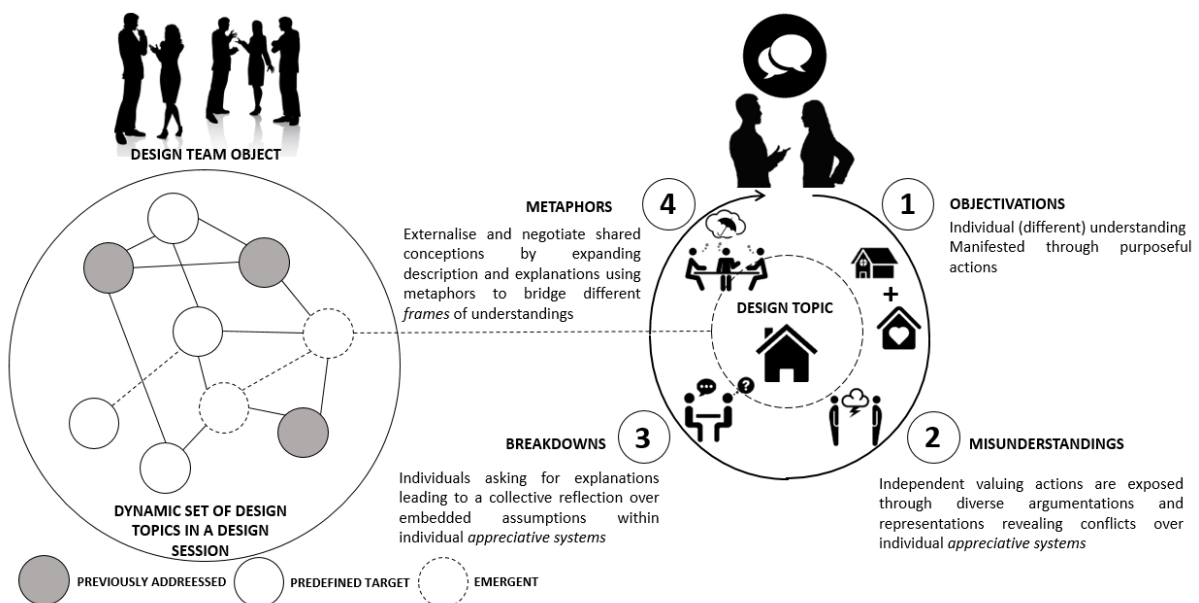 DESIGN TEAM OBJECT
DYNAMIC SET OF DESIGN
TOPICS IN A DESIGN
SESSION
PREVIOUSLY ADDREESSED
PREDEFINED TARGET
EMERGENT
METAPHORS
4
Externalise and negotiate shared
conceptions by expanding
description and explanations using
metaphors to bridge different
frames of understandings
1
OBJECTIVATIONS
Individual (different) understanding
Manifested through purposeful
actions
DESIGN TOPIC
+
?
BREAKDOWNS
3
Individuals asking for explanations
leading to a collective reflection over
embedded assumptions within
individual appreciative systems
2
MISUNDERSTANDINGS
Independent valuing actions are exposed
through diverse argumentations and
representations revealing conflicts over
individual appreciative systems